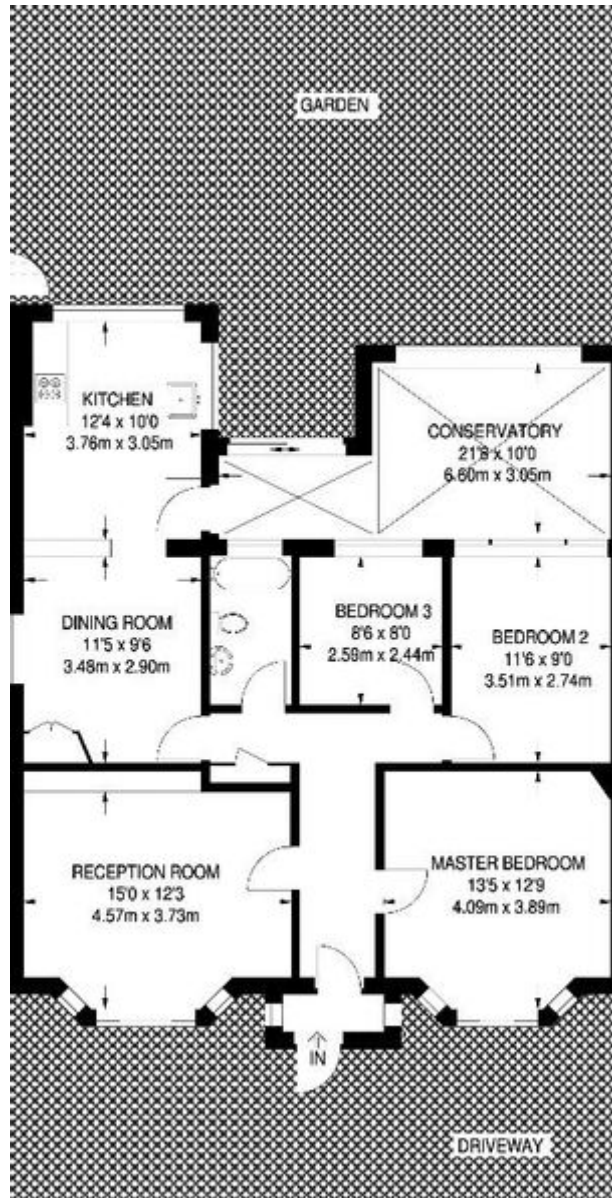 GARDEN
KITCHEN
12'4 x 10'0
3.76m x 3.05m
CONSERVATORY
21'8 x 10'0
6.60m x 3.05m
DINING ROOM
11'5 x 9'6
3.48m x 2.90m
BEDROOM 3
8'6 x 8'0
2.59m x 2.44m
BEDROOM 2
11'6 x 9'0
3.51m x 2.74m
RECEPTION ROOM
15'0 x 12'3
4.57m x 3.73m
MASTER BEDROOM
13'5 x 12'9
4.09m x 3.89m
IN
DRIVEWAY